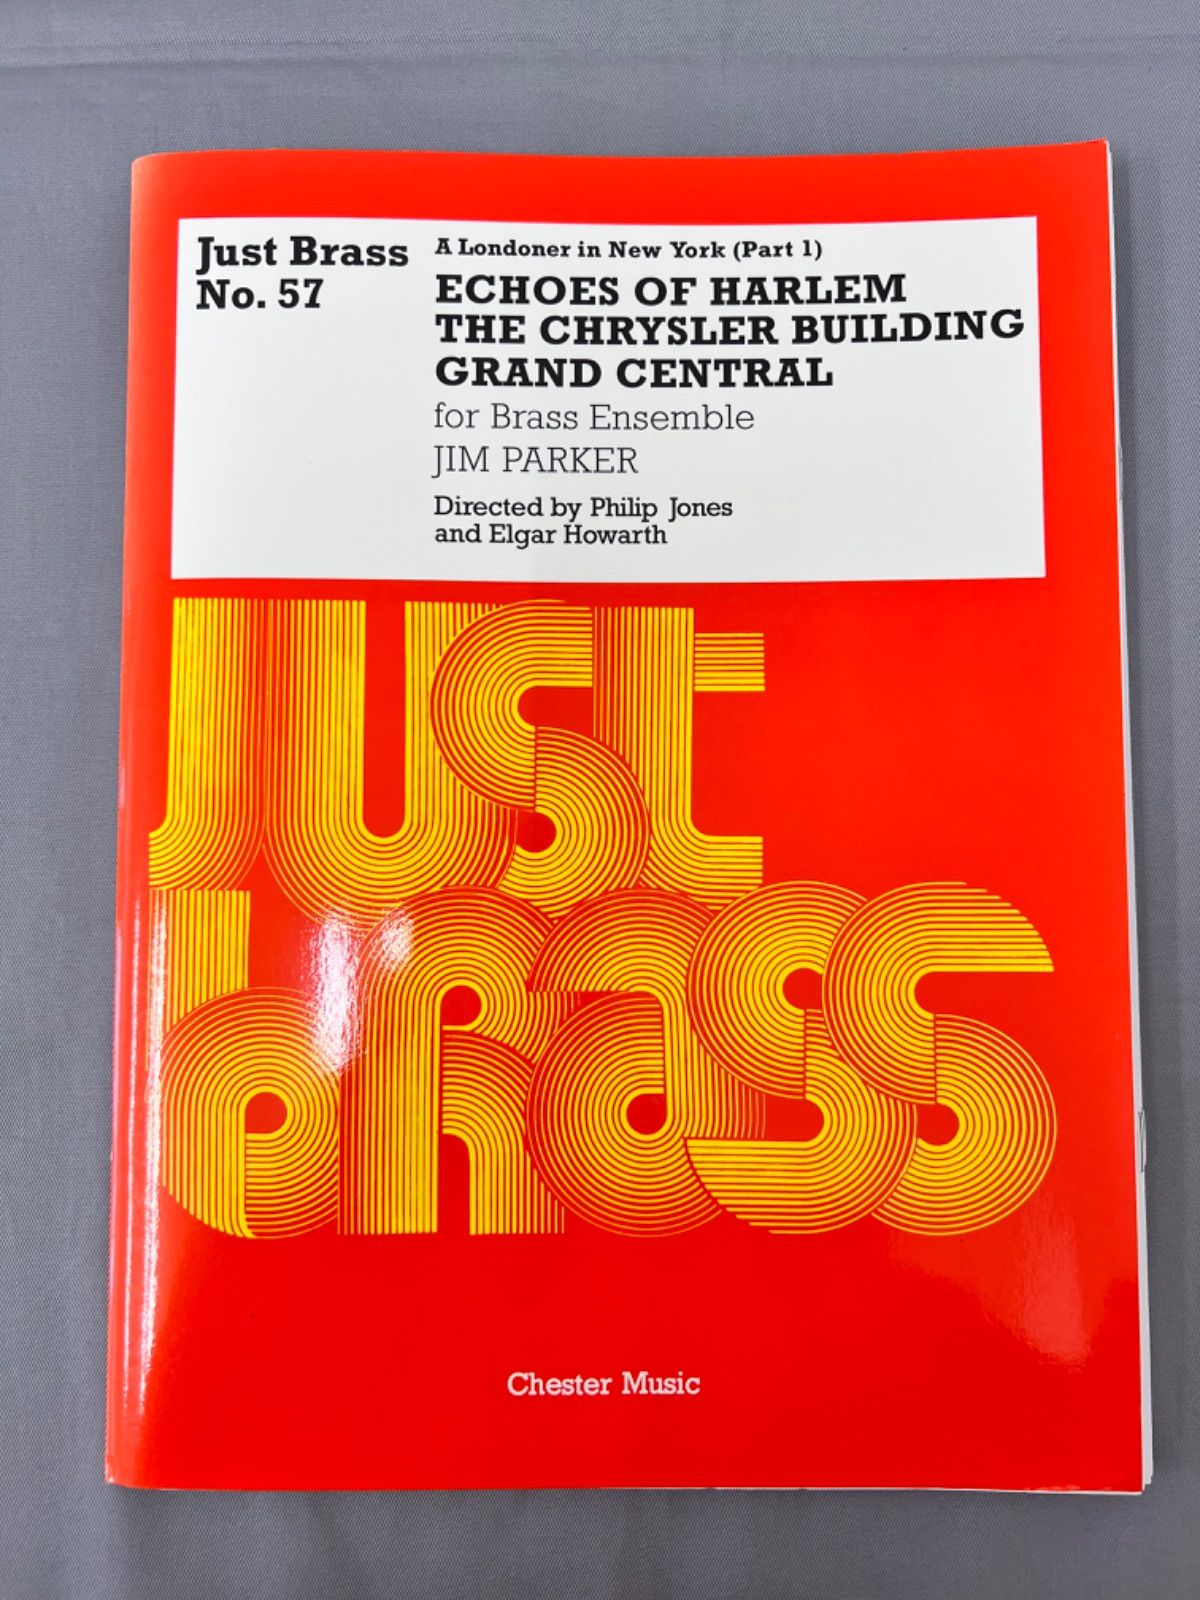 Just Brass
No. 57
A Londoner in New York (Part 1)
ECHOES OF HARLEM
THE CHRYSLER BUILDING
GRAND CENTRAL
for Brass Ensemble
JIM PARKER
Directed by Philip Jones
and Elgar Howarth
JUST
brass
Chester Music